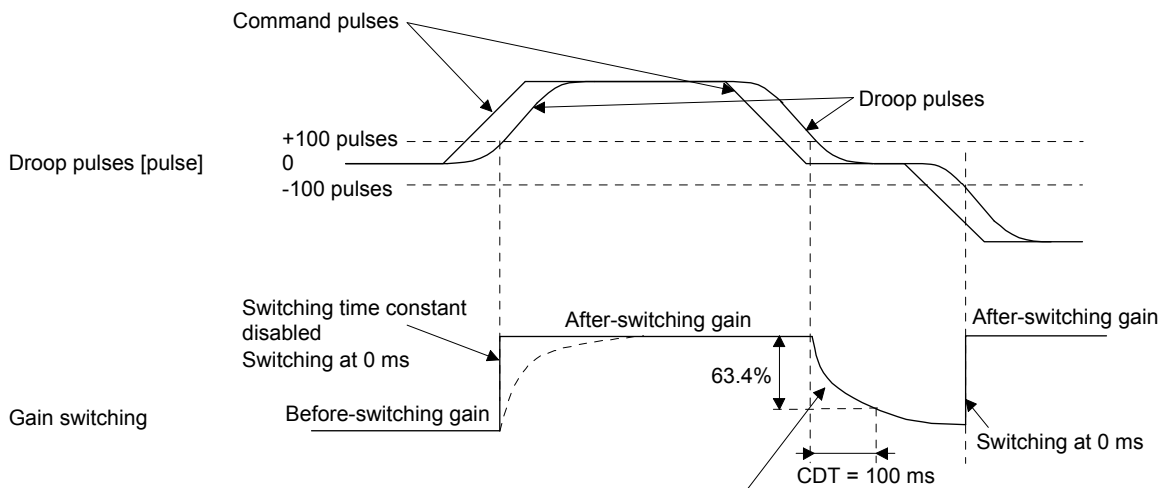 Command pulses
Droop pulses
+100 pulses
Droop pulses [pulse]
0
-100 pulses
Switching time constant
disabled
Switching at 0 ms
After-switching gain
After-switching gain
63.4%
Gain switching
Before-switching gain
Switching at 0 ms
CDT = 100 ms